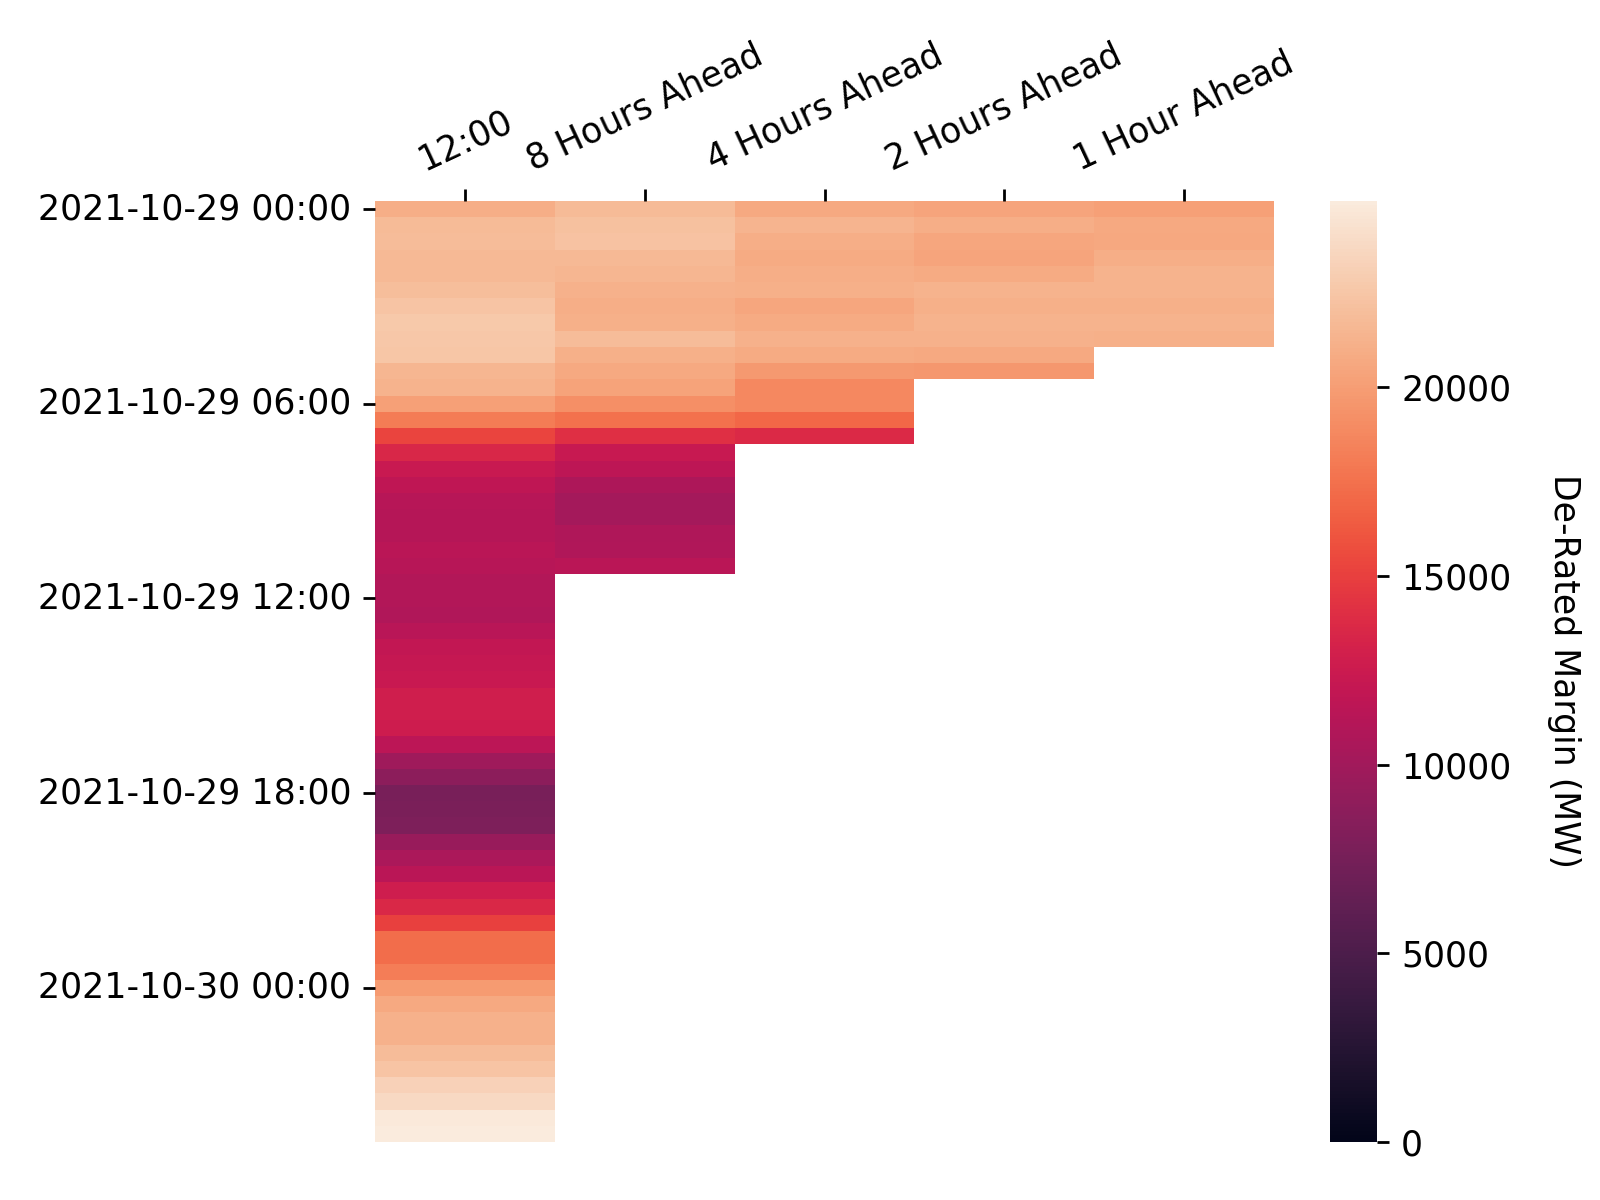 12:00
8 Hours Ahead
4 Hours Ahead
2 Hours Ahead
1 Hour Ahead
2021-10-29 00:00
2021-10-29 06:00
2021-10-29 12:00
2021-10-29 18:00
2021-10-30 00:00
20000
15000
10000
5000
0
De-Rated Margin (MW)